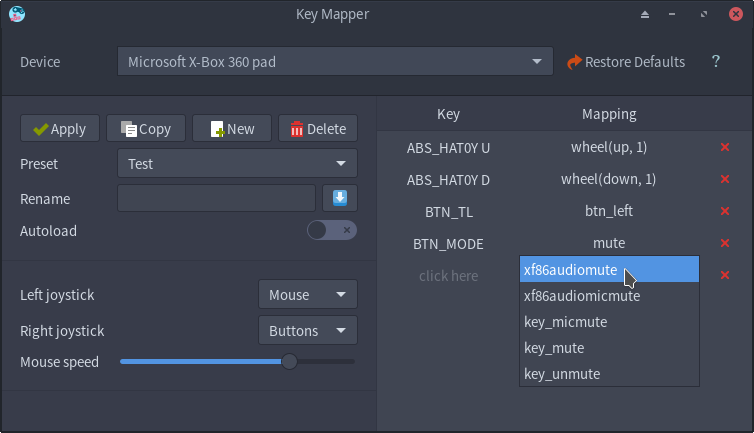 Key Mapper
Device
Microsoft X-Box 360 pad
Restore Defaults
?
Apply
Copy
New
Delete
Preset
Test
Rename
Autoload
Left joystick
Mouse
Right joystick
Buttons
Mouse speed
Key Mapping
ABS_HAT0Y U wheel(up, 1)
ABS_HAT0Y D wheel(down, 1)
BTN_TL btn_left
BTN_MODE mute
click here
xf86audiomute
xf86audiomicmute
key_micmute
key_mute
key_unmute